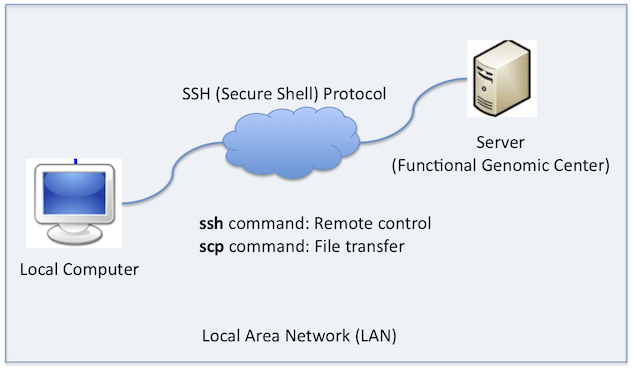 SSH (Secure Shell) Protocol
Server
(Functional Genomic Center)
ssh command: Remote control
scp command: File transfer
Local Computer
Local Area Network (LAN)